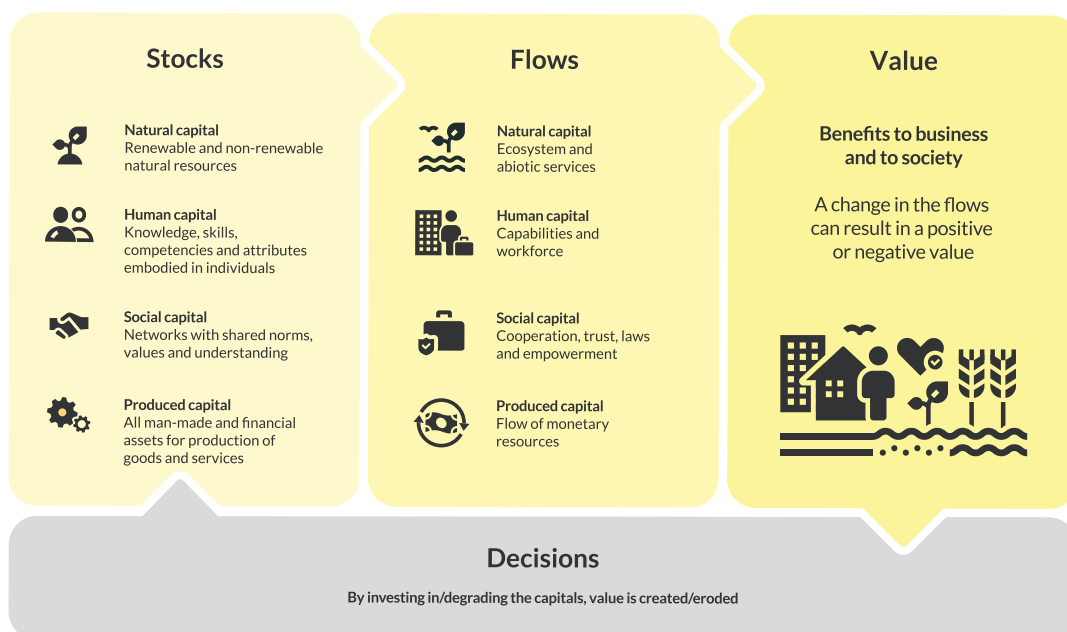 Stocks
Natural capital
Renewable and non-renewable
natural resources
Human capital
Knowledge, skills,
competencies and attributes
embodied in individuals
Social capital
Networks with shared norms,
values and understanding
Produced capital
All man-made and financial
assets for production of
goods and services
Flows
Natural capital
Ecosystem and
abiotic services
Human capital
Capabilities and
workforce
Social capital
Cooperation, trust, laws
and empowerment
Produced capital
Flow of monetary
resources
Value
Benefits to business
and to society
A change in the flows
can result in a positive
or negative value
Decisions
By investing in/degrading the capitals, value is created/eroded